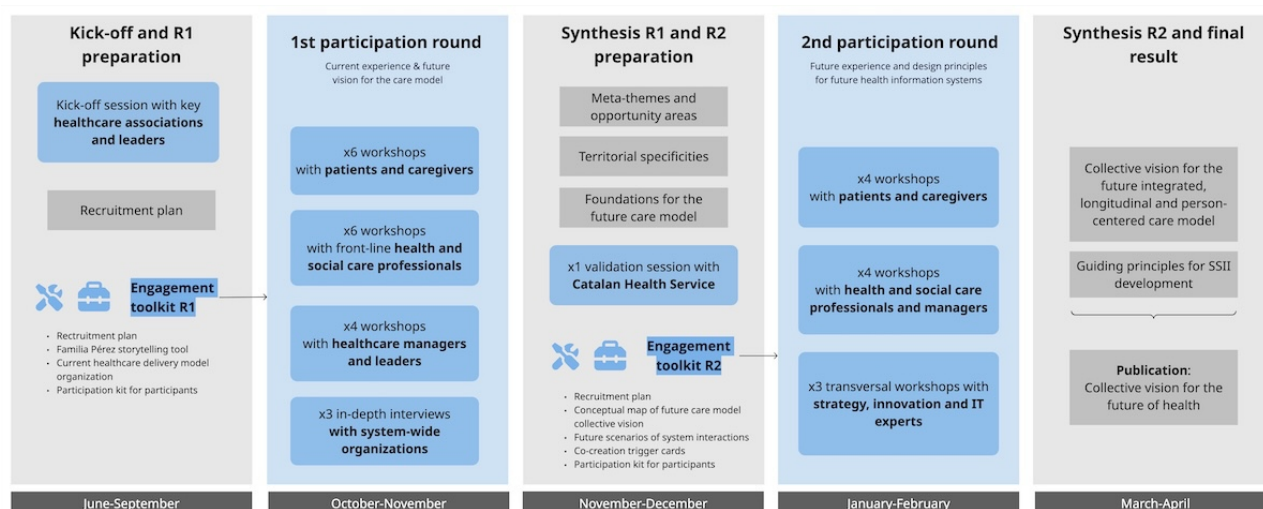 Kick-off and R1
preparation
Kick-off session with key
healthcare associations
and leaders
Recruitment plan
Engagement
toolkit R1
• Recruitment plan
• Familia Pérez storytelling tool
• Current healthcare delivery model
organization
• Participation kit for participants
June-September
1st participation round
Current experience & future
vision for the care model
x6 workshops
with patients and caregivers
x6 workshops
with front-line health and
social care professionals
x4 workshops
with healthcare managers
and leaders
x3 in-depth interviews
with system-wide
organizations
October-November
Synthesis R1 and R2
preparation
Meta-themes and
opportunity areas
Territorial specificities
Foundations for the
future care model
x1 validation session with
Catalan Health Service
Engagement
toolkit R2
• Recruitment plan
• Conceptual map of future care model
collective vision
• Future scenarios of system interactions
• Co-creation trigger cards
• Participation kit for participants
November-December
2nd participation round
Future experience and design principles
for future health information systems
x4 workshops
with patients and caregivers
x4 workshops
with health and social care
professionals and managers
x3 transversal workshops with
strategy, innovation and IT
experts
January-February
Synthesis R2 and final
result
Collective vision for the
future integrated,
longitudinal and person-
centered care model
Guiding principles for SSII
development
Publication:
Collective vision for the
future of health
March-April